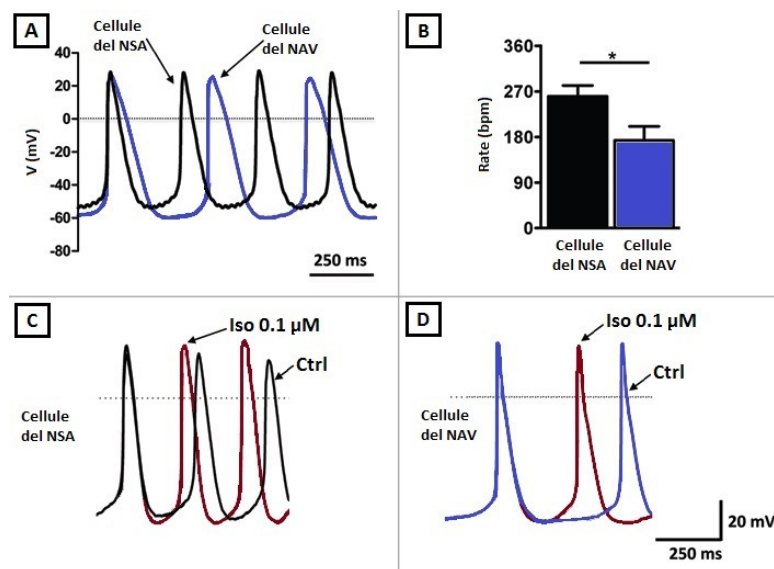 A
Cellule
del NSA
Cellule
del NAV
V (mV)
40
20
0
-20
-40
-60
-80
250 ms
B
*
Rate (bpm)
360
270
180
90
0
Cellule
del NSA
Cellule
del NAV
C
Iso 0.1 µM
Ctrl
Cellule
del NSA
D
Iso 0.1 µM
Ctrl
Cellule
del NAV
20 mV
250 ms